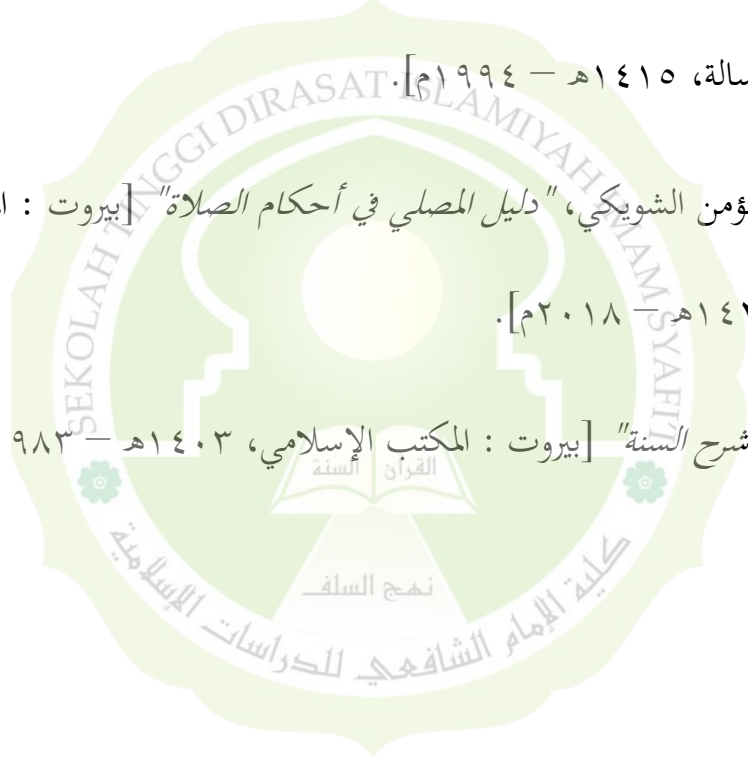 سالة، ١٤١٥هـ – ١٩٩٤م].
ؤمن الشويكي، "دليل المصلي في أحكام الصلاة" [بيروت : ا
هـ – ٢٠١٨م].
شرح السنة" [بيروت : المكتب الإسلامي، ١٤٠٣هـ – ٩٨٣
SEKOLAH TINGGI DIRASAT ISLAMIYAH IMAM SYAFI'I
القرآن السنة
نهج السلف
كلية الإمام الشافعي للدراسات الإسلامية